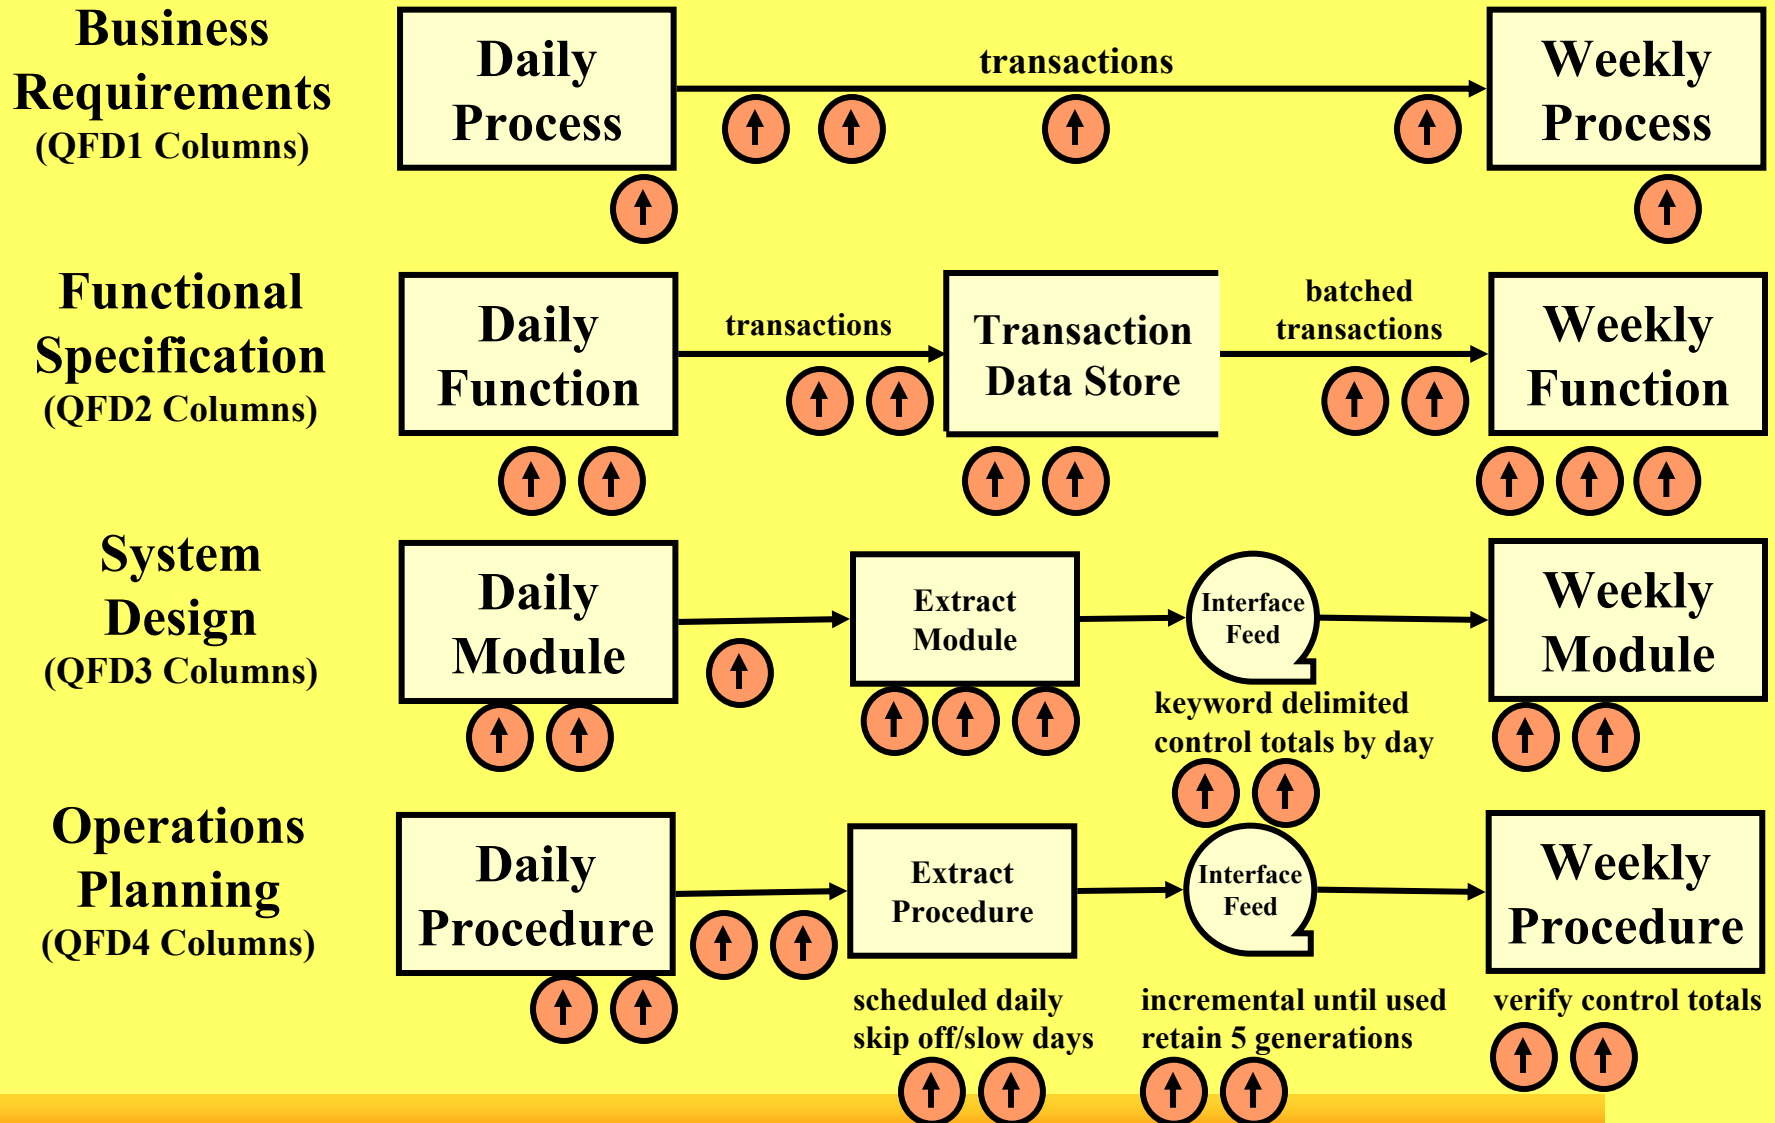 Business
Requirements
(QFD1 Columns)
Daily
Process
transactions
Weekly
Process
Functional
Specification
(QFD2 Columns)
Daily
Function
transactions
Transaction
Data Store
batched
transactions
Weekly
Function
System
Design
(QFD3 Columns)
Daily
Module
Extract
Module
Interface
Feed
keyword delimited
control totals by day
Weekly
Module
Operations
Planning
(QFD4 Columns)
Daily
Procedure
Extract
Procedure
scheduled daily
skip off/slow days
Interface
Feed
incremental until used
retain 5 generations
Weekly
Procedure
verify control totals